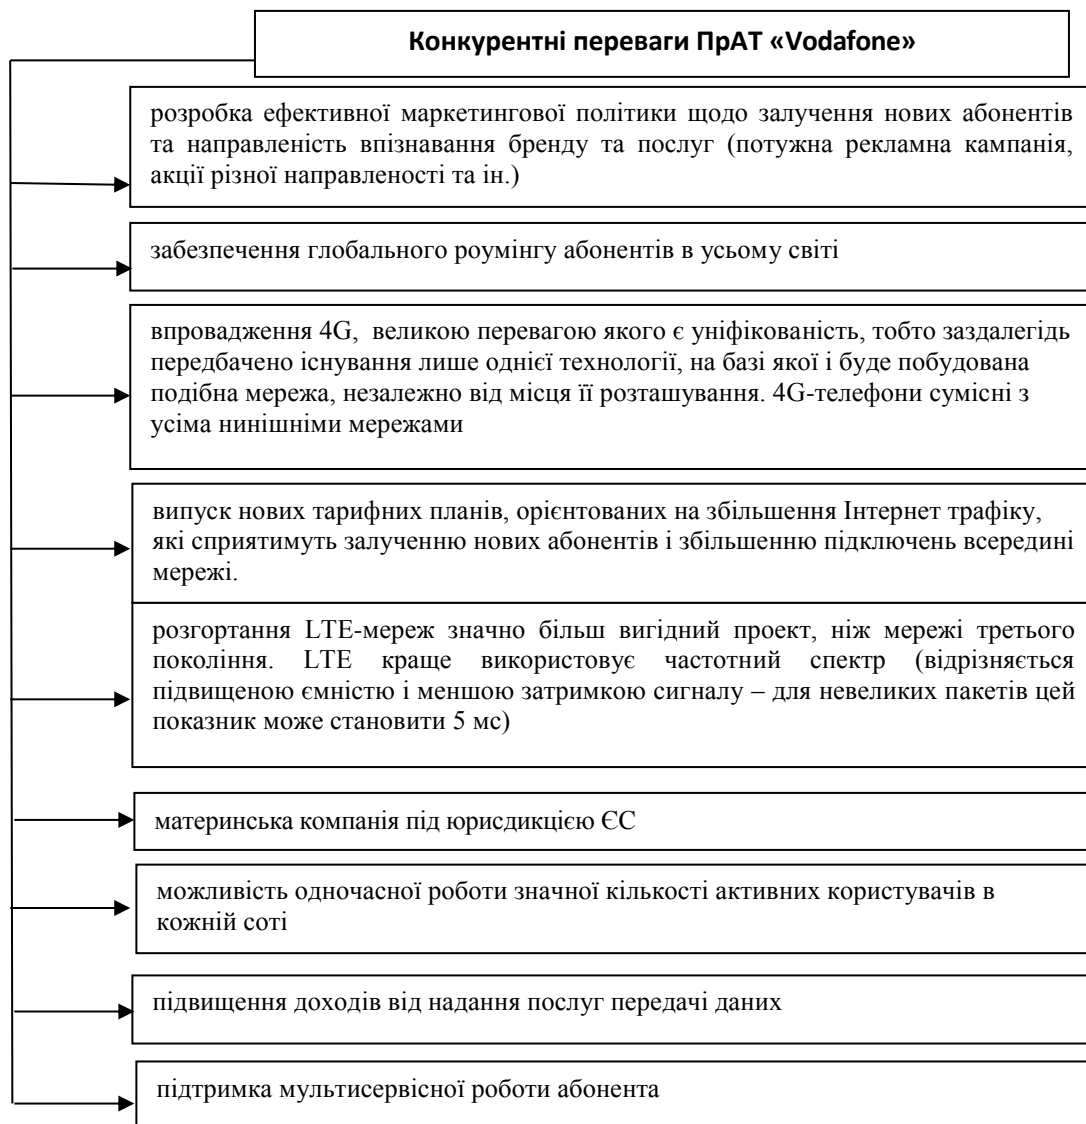 Конкурентні переваги ПрАТ «Vodafone»
розробка ефективної маркетингової політики щодо залучення нових абонентів
та направленість впізнавання бренду та послуг (потужна рекламна кампанія,
акції різної направленості та ін.)
забезпечення глобального роумінгу абонентів в усьому світі
впровадження 4G, великою перевагою якого є уніфікованість, тобто заздалегідь
передбачено існування лише однієї технології, на базі якої і буде побудована
подібна мережа, незалежно від місця її розташування. 4G-телефони сумісні з
усіма нинішніми мережами
випуск нових тарифних планів, орієнтованих на збільшення Інтернет трафіку,
які сприятимуть залученню нових абонентів і збільшенню підключень всередині
мережі.
розгортання LTE-мереж значно більш вигідний проект, ніж мережі третього
покоління. LTE краще використовує частотний спектр (відрізняється
підвищеною ємністю і меншою затримкою сигналу – для невеликих пакетів цей
показник може становити 5 мс)
материнська компанія під юрисдикцією ЄС
можливість одночасної роботи значної кількості активних користувачів в
кожній соті
підвищення доходів від надання послуг передачі даних
підтримка мультисервісної роботи абонента